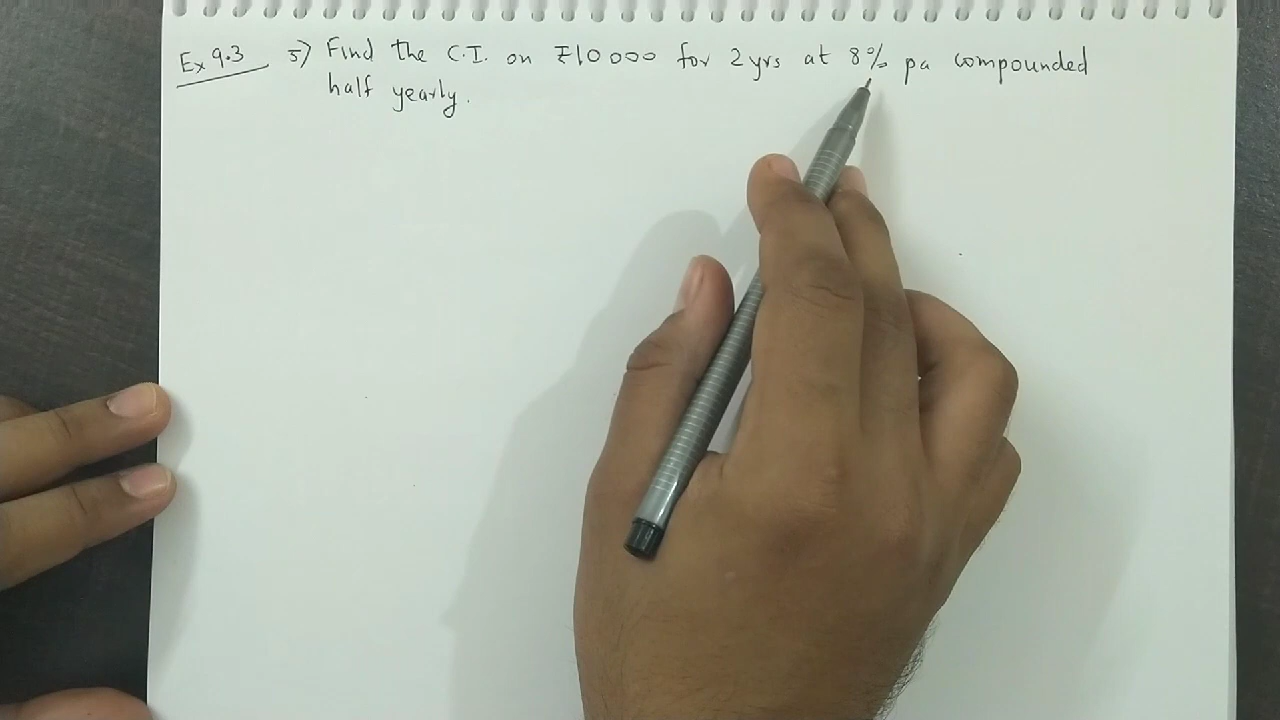 Ex 9.3 5) Find the C.I. on ₹10000 for 2yrs at 8% pa compounded
half yearly.